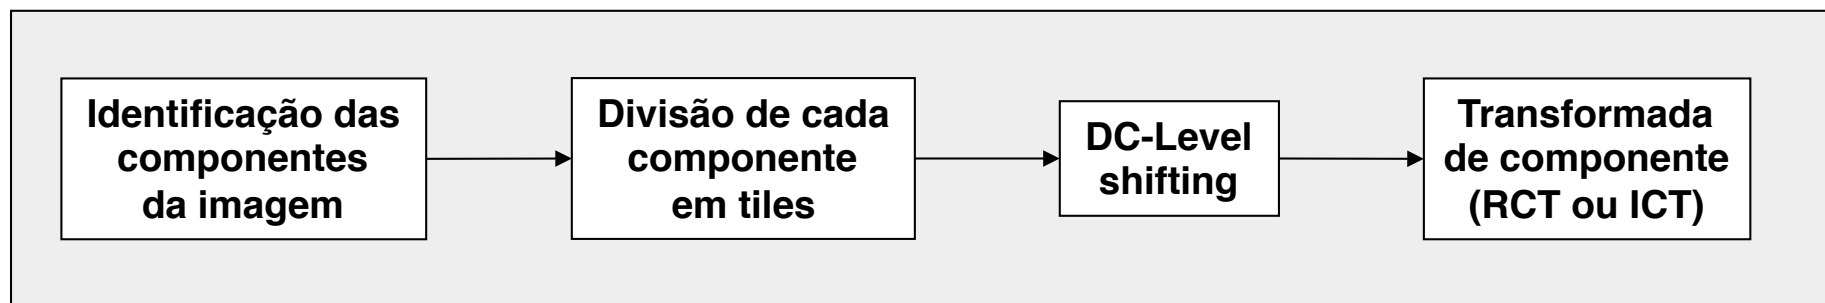 Identificação das
componentes
da imagem
Divisão de cada
componente
em tiles
DC-Level
shifting
Transformada
de componente
(RCT ou ICT)